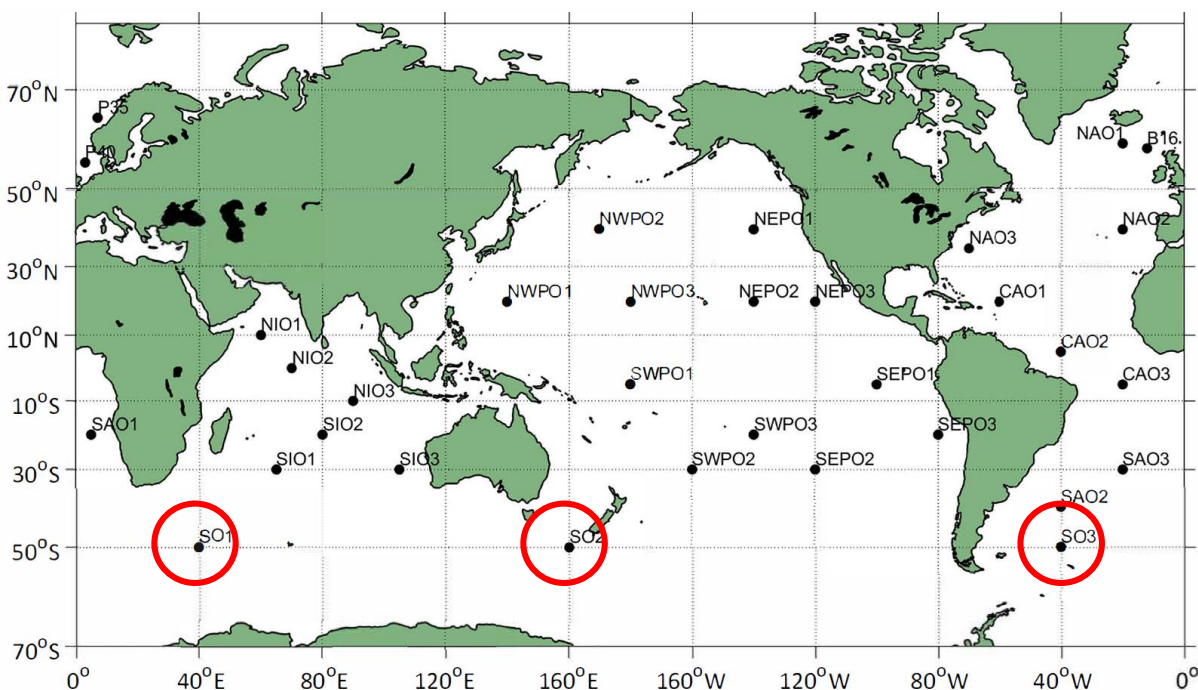 70°N
P35
NAO1
B16
P40
50°N
NWPO2
NEPO1
NAO2
NAO3
30°N
NWPO1
NWPO3
NEPO2
NEPO3
CAO1
NIO1
10°N
CAO2
NIO2
SWPO1
SEPO1
CAO3
NIO3
10°S
SAO1
SIO2
SWPO3
SEPO3
SIO1
SIO3
SWPO2
SEPO2
SAO3
30°S
SAO2
SO1
SO2
SO3
50°S
70°S
0°
40°E
80°E
120°E
160°E
160°W
120°W
80°W
40°W
0°